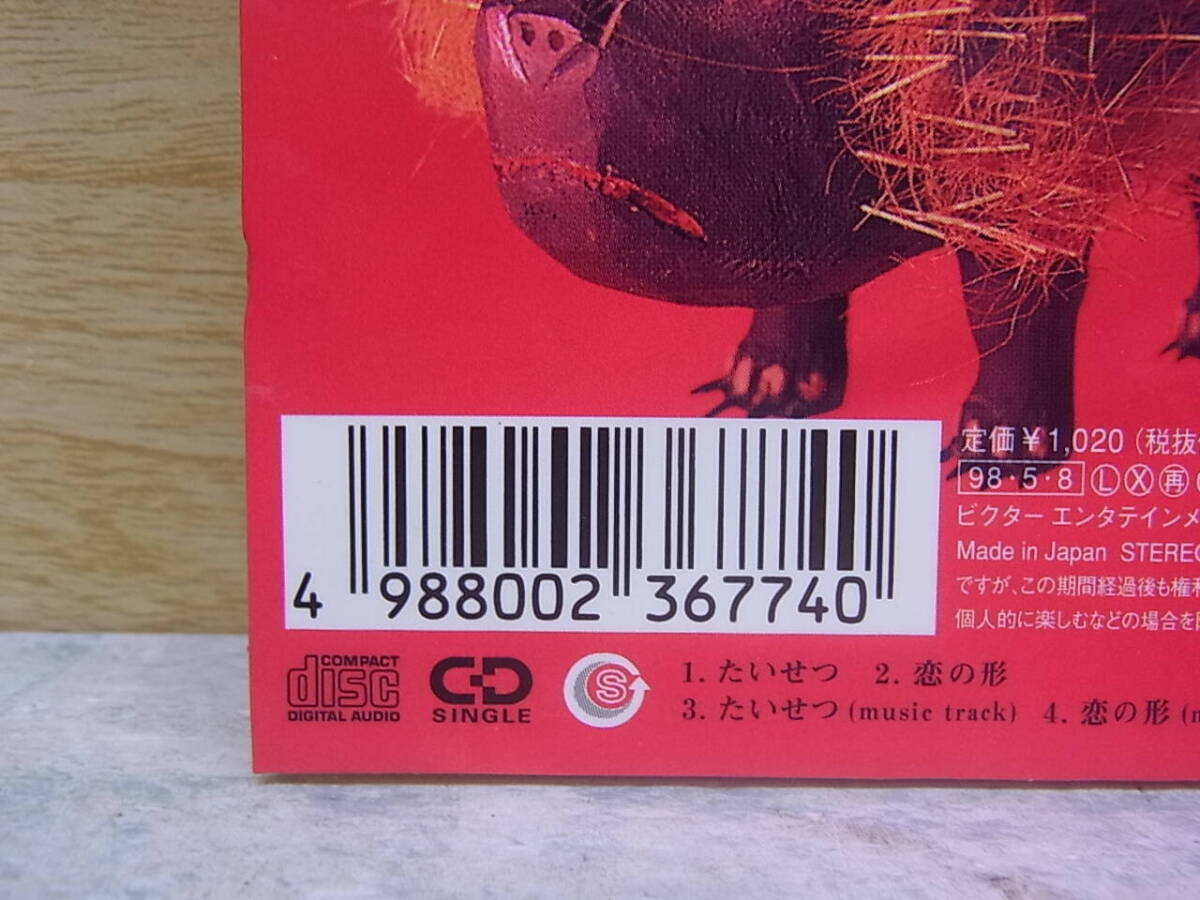 定価¥1,020（税抜
98・5・8 Ⓛ Ⓧ ㊢
ビクター エンタテインメ
Made in Japan STEREO
ですが、この期間経過後も権利
個人的に楽しむなどの場合を
4 988002 367740
COMPACT disc DIGITAL AUDIO
CD SINGLE
S
1. たいせつ 2. 恋の形
3. たいせつ (music track) 4. 恋の形 (m